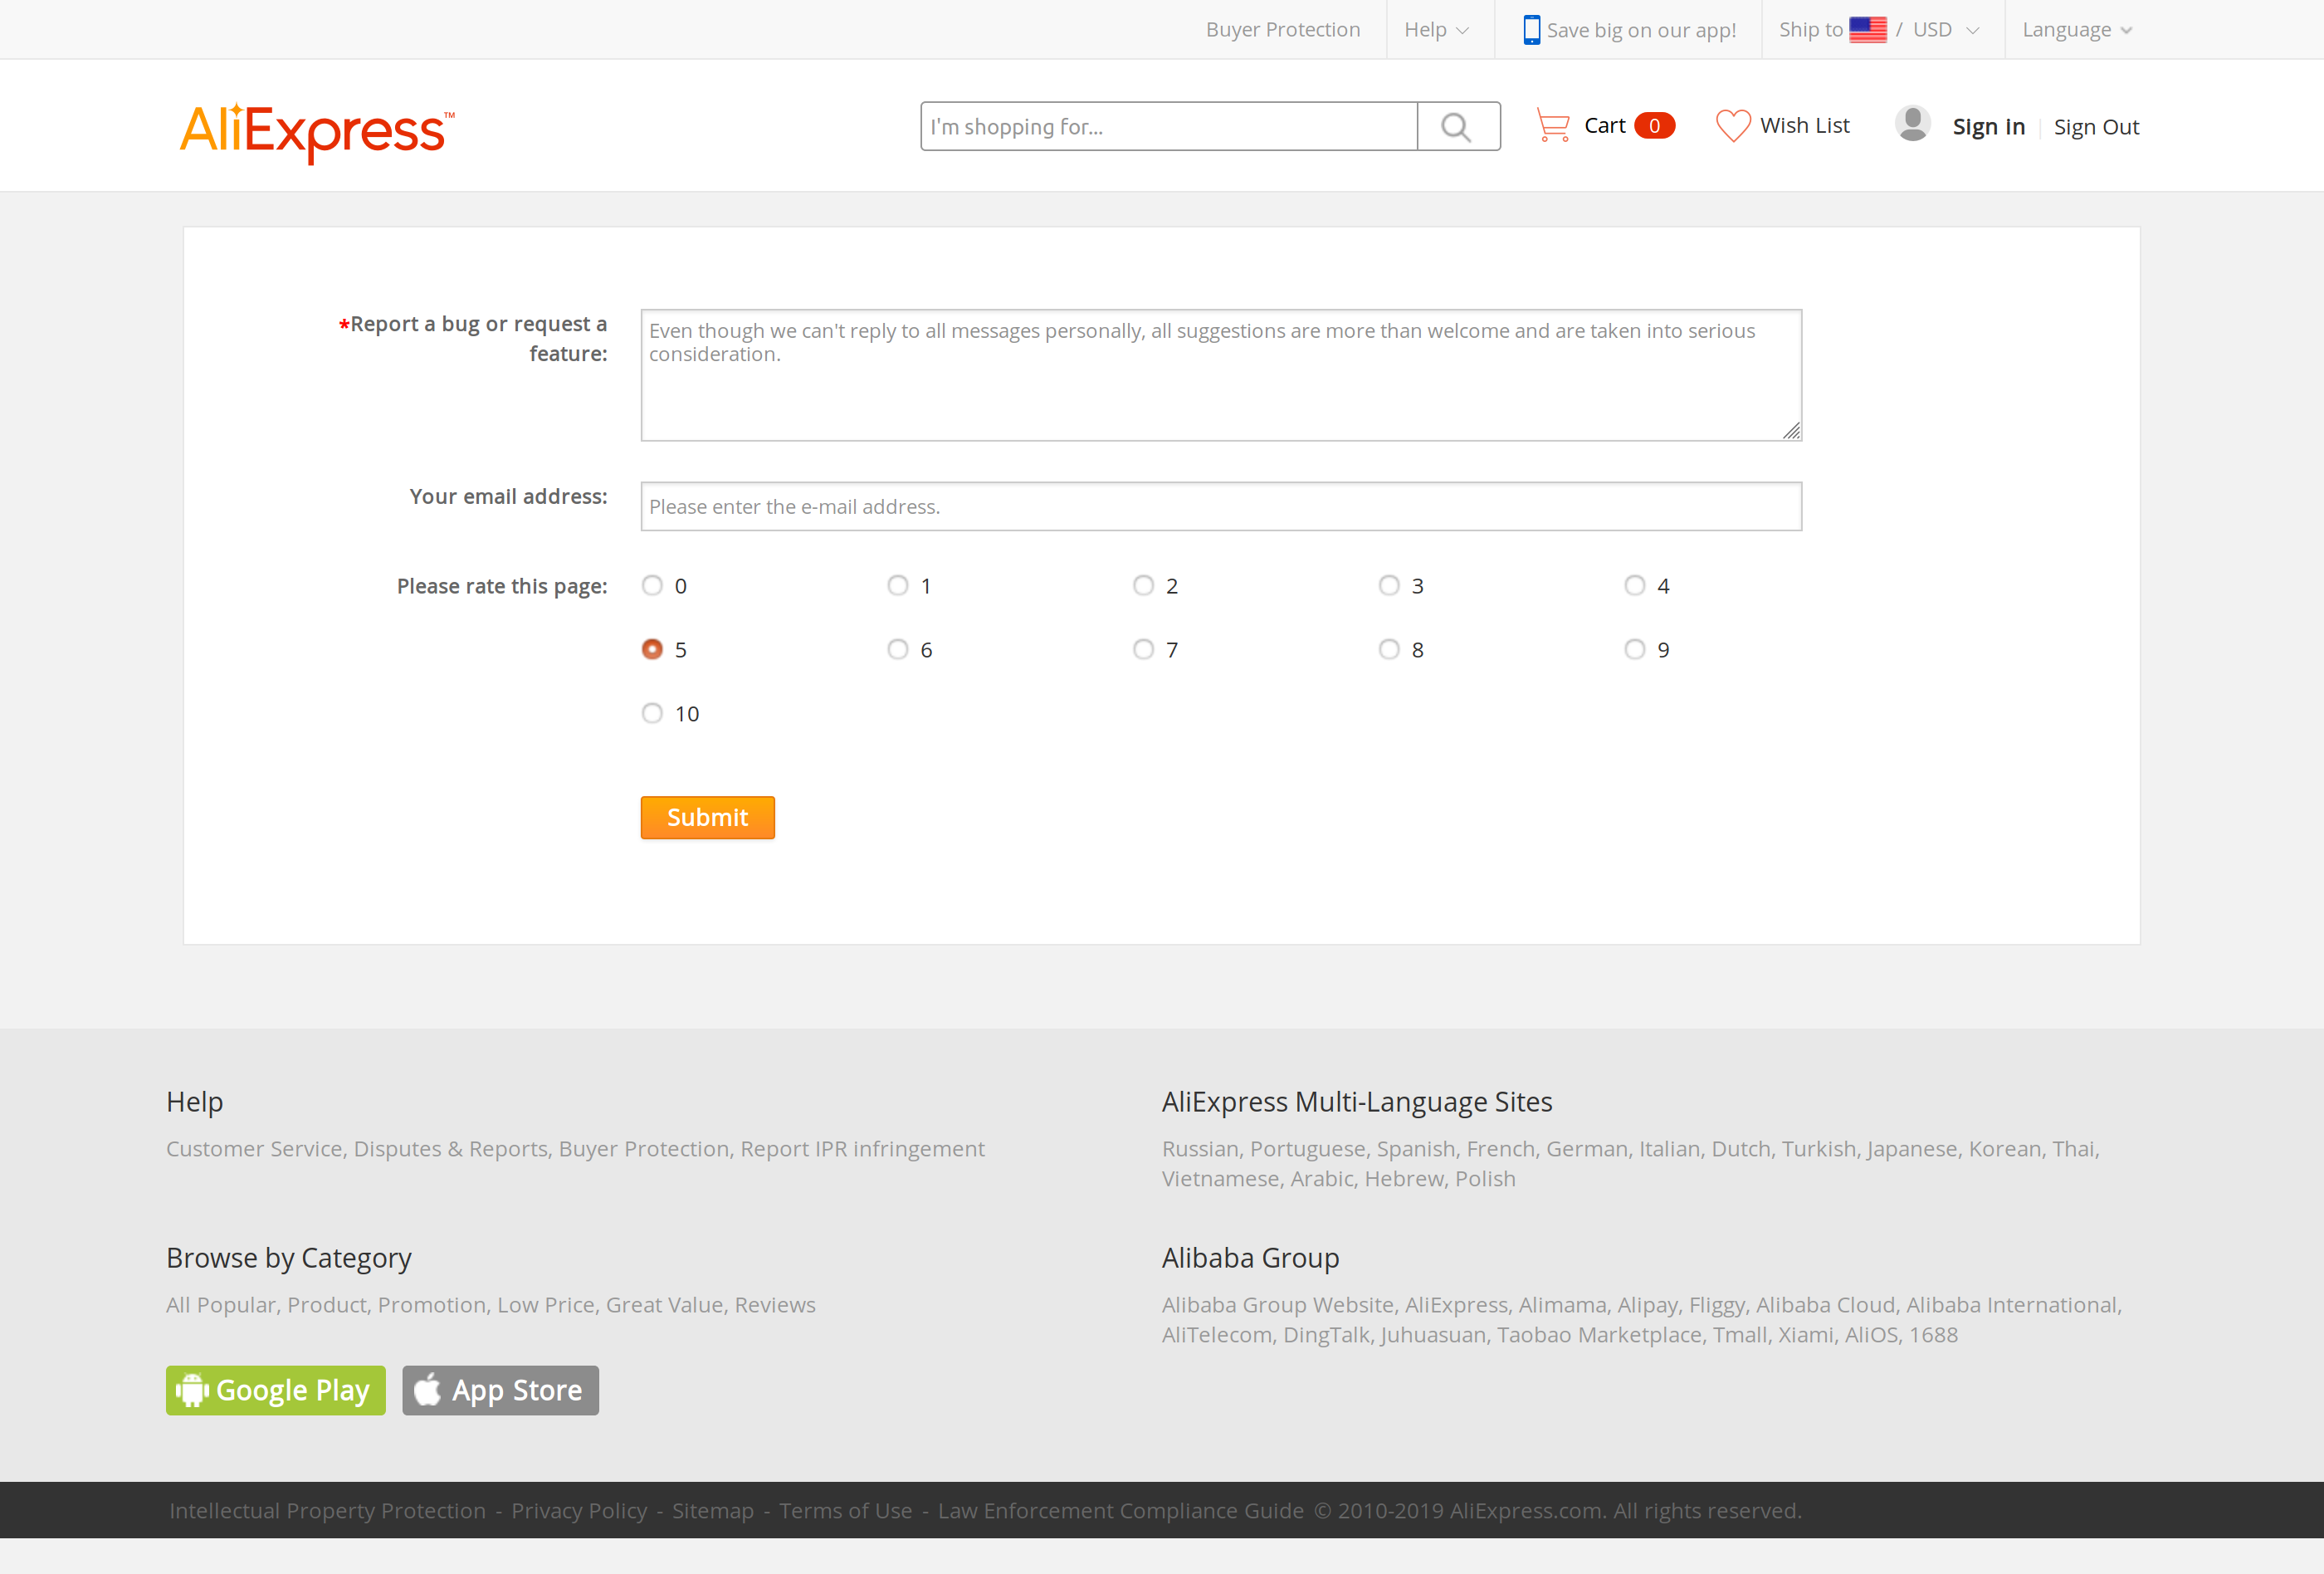 Buyer Protection Help Save big on our app! Ship to / USD Language
AliExpress™ I'm shopping for... Cart 0 Wish List Sign in Sign Out
*Report a bug or request a
feature:
Even though we can't reply to all messages personally, all suggestions are more than welcome and are taken into serious
consideration.
Your email address: Please enter the e-mail address.
Please rate this page: 0 1 2 3 4
5 6 7 8 9
10
Submit
Help
Customer Service, Disputes & Reports, Buyer Protection, Report IPR infringement
AliExpress Multi-Language Sites
Russian, Portuguese, Spanish, French, German, Italian, Dutch, Turkish, Japanese, Korean, Thai,
Vietnamese, Arabic, Hebrew, Polish
Browse by Category
All Popular, Product, Promotion, Low Price, Great Value, Reviews
Alibaba Group
Alibaba Group Website, AliExpress, Alimama, Alipay, Fliggy, Alibaba Cloud, Alibaba International,
AliTelecom, DingTalk, Juhuasuan, Taobao Marketplace, Tmall, Xiami, AliOS, 1688
Google Play App Store
Intellectual Property Protection - Privacy Policy - Sitemap - Terms of Use - Law Enforcement Compliance Guide © 2010-2019 AliExpress.com. All rights reserved.